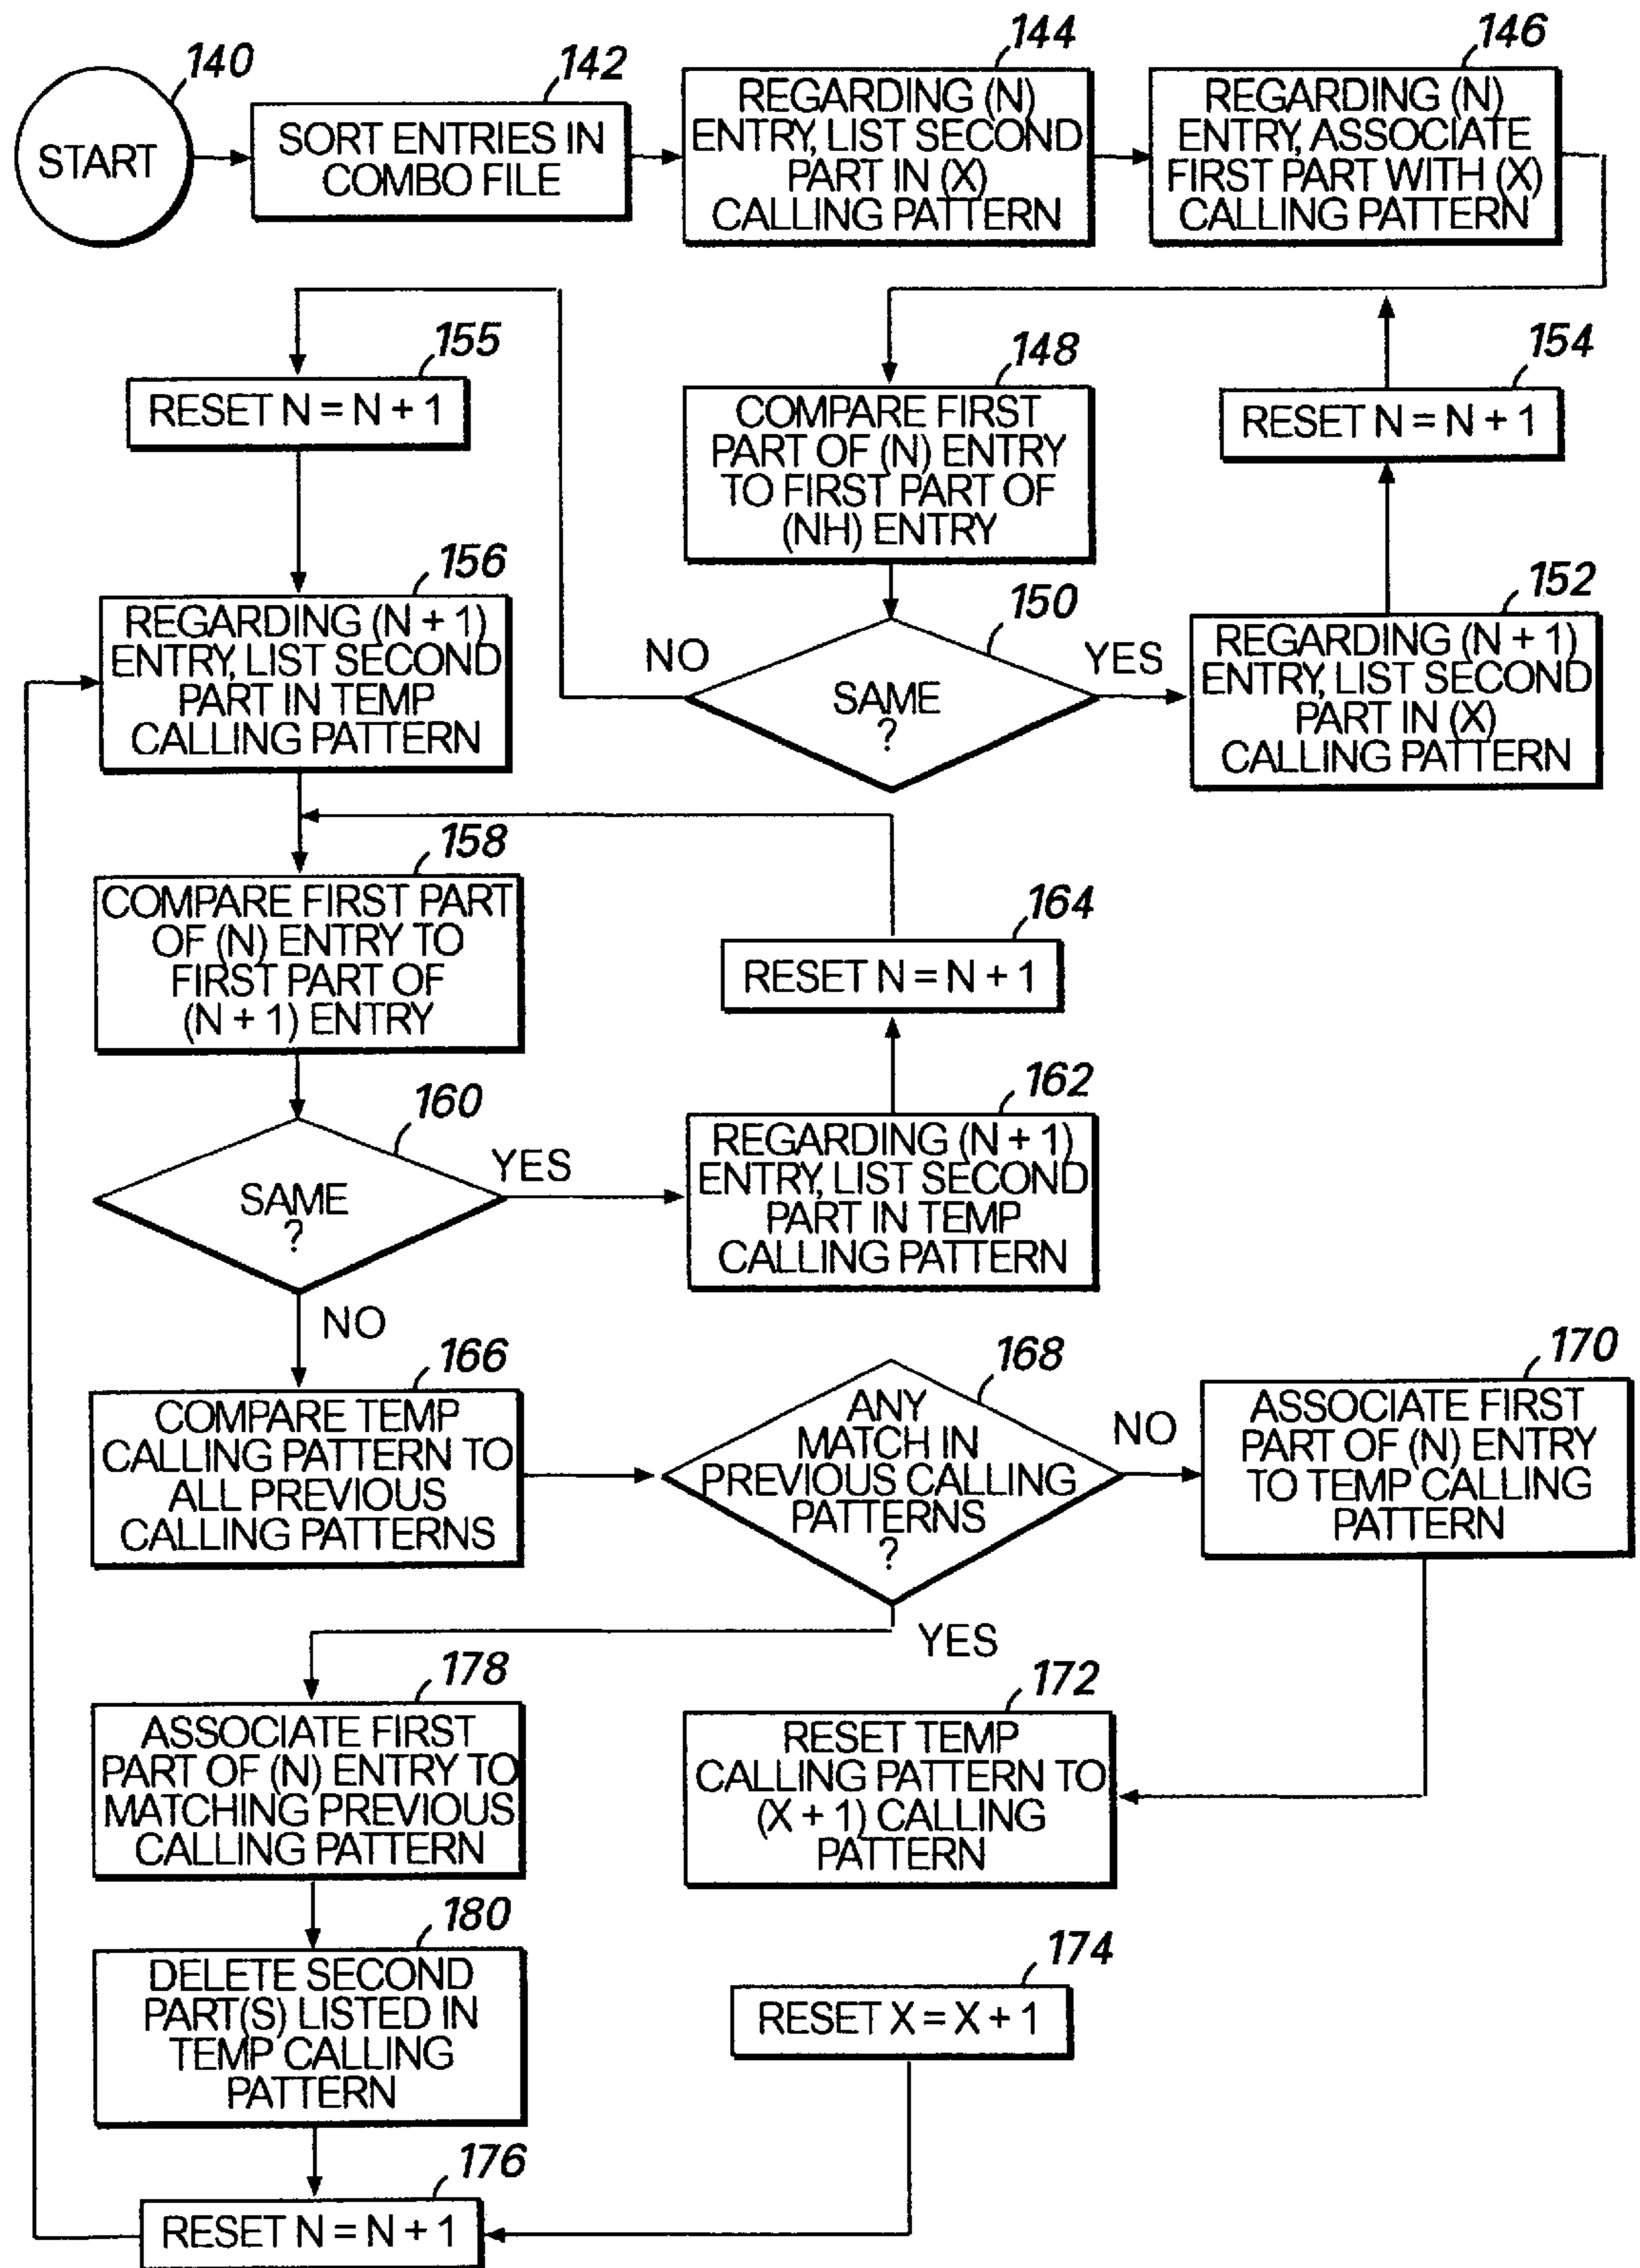 140
START
142
SORT ENTRIES IN
COMBO FILE
144
REGARDING (N)
ENTRY, LIST SECOND
PART IN (X)
CALLING PATTERN
146
REGARDING (N)
ENTRY, ASSOCIATE
FIRST PART WITH (X)
CALLING PATTERN
155
RESET N = N + 1
148
COMPARE FIRST
PART OF (N) ENTRY
TO FIRST PART OF
(NH) ENTRY
154
RESET N = N + 1
156
REGARDING (N + 1)
ENTRY, LIST SECOND
PART IN TEMP
CALLING PATTERN
150
NO
SAME
?
YES
152
REGARDING (N + 1)
ENTRY, LIST SECOND
PART IN (X)
CALLING PATTERN
158
COMPARE FIRST PART
OF (N) ENTRY TO
FIRST PART OF
(N + 1) ENTRY
164
RESET N = N + 1
160
SAME
?
YES
NO
162
REGARDING (N + 1)
ENTRY, LIST SECOND
PART IN TEMP
CALLING PATTERN
166
COMPARE TEMP
CALLING PATTERN TO
ALL PREVIOUS
CALLING PATTERNS
168
ANY
MATCH IN
PREVIOUS CALLING
PATTERNS
?
NO
YES
170
ASSOCIATE FIRST
PART OF (N) ENTRY
TO TEMP CALLING
PATTERN
178
ASSOCIATE FIRST
PART OF (N) ENTRY TO
MATCHING PREVIOUS
CALLING PATTERN
172
RESET TEMP
CALLING PATTERN TO
(X + 1) CALLING
PATTERN
180
DELETE SECOND
PART(S) LISTED IN
TEMP CALLING
PATTERN
174
RESET X = X + 1
176
RESET N = N + 1